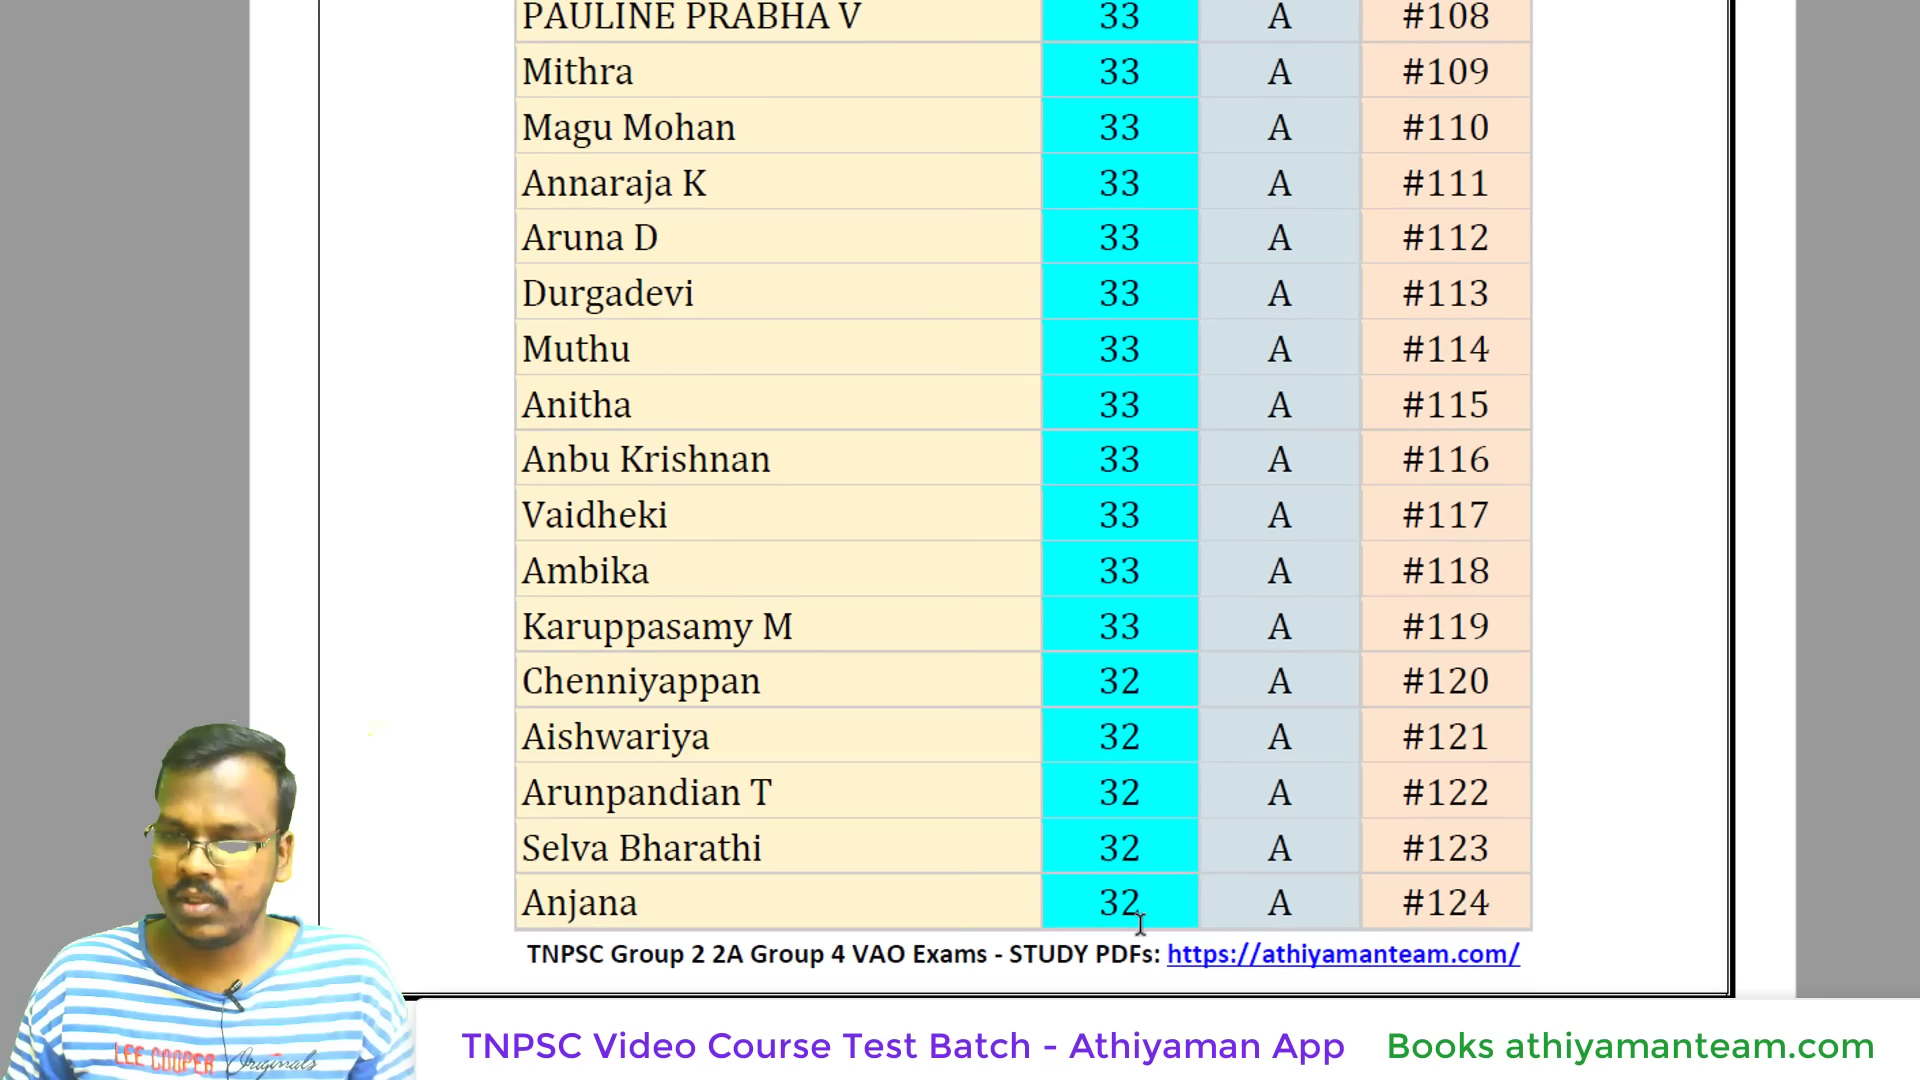 PAULINE PRABHA V 33 A #108
Mithra 33 A #109
Magu Mohan 33 A #110
Annaraja K 33 A #111
Aruna D 33 A #112
Durgadevi 33 A #113
Muthu 33 A #114
Anitha 33 A #115
Anbu Krishnan 33 A #116
Vaidheki 33 A #117
Ambika 33 A #118
Karuppasamy M 33 A #119
Chenniyappan 32 A #120
Aishwariya 32 A #121
Arunpandian T 32 A #122
Selva Bharathi 32 A #123
Anjana 32 A #124
TNPSC Group 2 2A Group 4 VAO Exams - STUDY PDFs: https://athiyamanteam.com/
LEE COOPER Originals
TNPSC Video Course Test Batch - Athiyaman App Books athiyamanteam.com